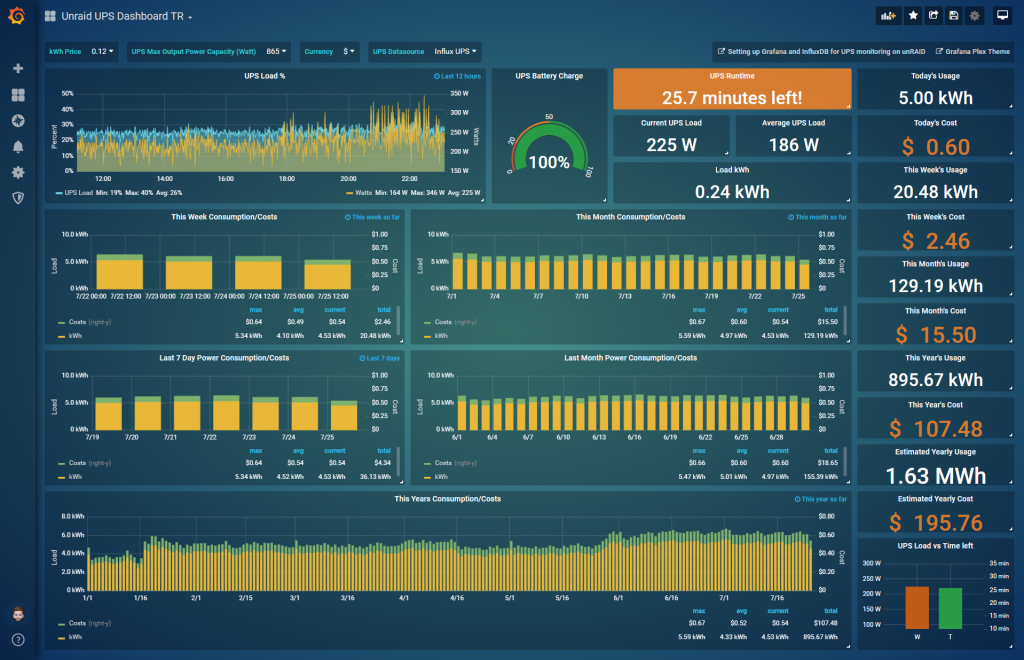 Unraid UPS Dashboard TR
kWh Price 0.12 UPS Max Output Power Capacity (Watt) 865 Currency $ UPS Datasource Influx UPS
Setting up Grafana and InfluxDB for UPS monitoring on unRAID Grafana Plex Theme
UPS Load %
Last 12 hours
50%
40%
30%
20%
10%
0%
Percent
350 W
300 W
250 W
200 W
150 W
Watts
12:00 14:00 16:00 18:00 20:00 22:00
UPS Load Min: 19% Max: 40% Avg: 26%
Watts Min: 164 W Max: 346 W Avg: 225 W
UPS Battery Charge
0 20 50 100
100%
UPS Runtime
25.7 minutes left!
Current UPS Load
225 W
Average UPS Load
186 W
Load kWh
0.24 kWh
Today's Usage
5.00 kWh
Today's Cost
$ 0.60
This Week's Usage
20.48 kWh
This Week's Cost
$ 2.46
This Month's Usage
129.19 kWh
This Month's Cost
$ 15.50
This Year's Usage
895.67 kWh
This Year's Cost
$ 107.48
Estimated Yearly Usage
1.63 MWh
Estimated Yearly Cost
$ 195.76
This Week Consumption/Costs
This week so far
10.0 kWh
5.0 kWh
0 kWh
Load
$1.00
$0.75
$0.50
$0.25
$0
Cost
7/22 00:00 7/22 12:00 7/23 00:00 7/23 12:00 7/24 00:00 7/24 12:00 7/25 00:00 7/25 12:00
max avg current total
Costs (right-y) $0.64 $0.49 $0.54 $2.46
kWh 5.34 kWh 4.10 kWh 4.53 kWh 20.48 kWh
This Month Consumption/Costs
This month so far
10 kWh
5 kWh
0 kWh
Load
$1.00
$0.75
$0.50
$0.25
$0
Cost
7/1 7/4 7/7 7/10 7/13 7/16 7/19 7/22 7/25
max avg current total
Costs (right-y) $0.67 $0.60 $0.54 $15.50
kWh 5.59 kWh 4.97 kWh 4.53 kWh 129.19 kWh
Last 7 Day Power Consumption/Costs
Last 7 days
10.0 kWh
5.0 kWh
0 kWh
Load
$1.00
$0.75
$0.50
$0.25
$0
Cost
7/19 7/20 7/21 7/22 7/23 7/24 7/25
max avg current total
Costs (right-y) $0.64 $0.54 $0.54 $4.34
kWh 5.34 kWh 4.52 kWh 4.53 kWh 36.13 kWh
Last Month Power Consumption/Costs
10.0 kWh
5.0 kWh
0 kWh
Load
$1.00
$0.75
$0.50
$0.25
$0
Cost
6/1 6/4 6/7 6/10 6/13 6/16 6/19 6/22 6/25 6/28
max avg current total
Costs (right-y) $0.66 $0.60 $0.60 $18.65
kWh 5.47 kWh 5.01 kWh 4.97 kWh 155.39 kWh
This Years Consumption/Costs
This year so far
8.0 kWh
6.0 kWh
4.0 kWh
2.0 kWh
0 kWh
Load
$0.80
$0.60
$0.40
$0.20
$0
Cost
1/1 1/16 2/1 2/15 3/1 3/16 4/1 4/16 5/1 5/16 6/1 6/16 7/1 7/16
max avg current total
Costs (right-y) $0.67 $0.52 $0.54 $107.48
kWh 5.59 kWh 4.33 kWh 4.53 kWh 895.67 kWh
UPS Load vs Time left
300 W
250 W
200 W
150 W
100 W
35 min
30 min
25 min
20 min
15 min
10 min
W T